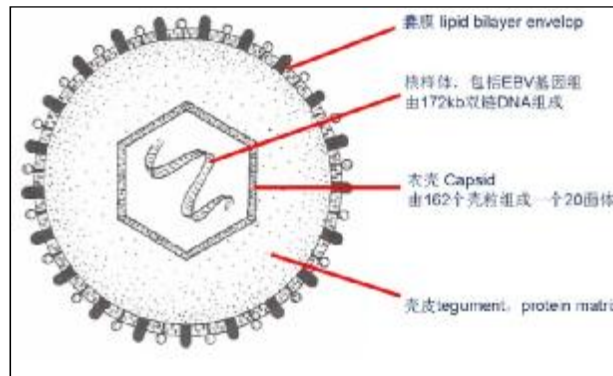 囊膜 lipid bilayer envelop
核样体，包括EBV基因组
由172kb双链DNA组成
衣壳 Capsid
由162个壳粒组成一个20面体
壳皮tegument，protein matri